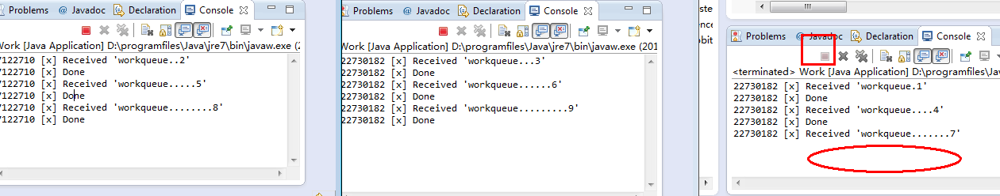 Problems @ Javadoc Declaration Console
Work [Java Application] D:\programfiles\Java\jre7\bin\javaw.exe (2
7122710 [x] Received 'workqueue..2'
7122710 [x] Done
7122710 [x] Received 'workqueue.....5'
7122710 [x] Done
7122710 [x] Received 'workqueue........8'
7122710 [x] Done
Problems @ Javadoc Declaration Console
Work [Java Application] D:\programfiles\Java\jre7\bin\javaw.exe (201
22730182 [x] Received 'workqueue...3'
22730182 [x] Done
22730182 [x] Received 'workqueue......6'
22730182 [x] Done
22730182 [x] Received 'workqueue.........9'
22730182 [x] Done
ste
ence
obbit
Problems @ Javadoc Declaration Console
<terminated> Work [Java Application] D:\programfiles\Jav
22730182 [x] Received 'workqueue.1'
22730182 [x] Done
22730182 [x] Received 'workqueue....4'
22730182 [x] Done
22730182 [x] Received 'workqueue.......7'